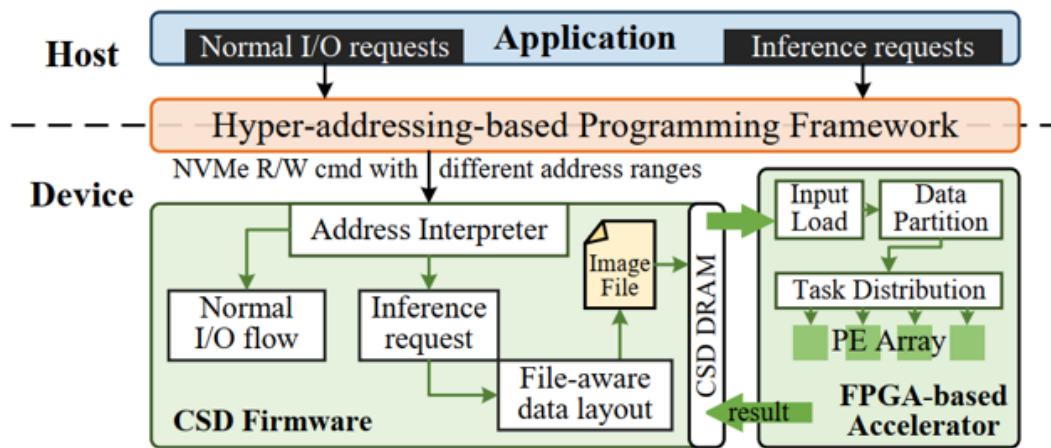 Host
Normal I/O requests
Application
Inference requests
Hyper-addressing-based Programming Framework
Device
NVMe R/W cmd with different address ranges
Address Interpreter
Normal
I/O flow
Inference
request
File-aware
data layout
Image
File
CSD Firmware
CSD DRAM
Input
Load
Data
Partition
Task Distribution
PE Array
result
FPGA-based
Accelerator